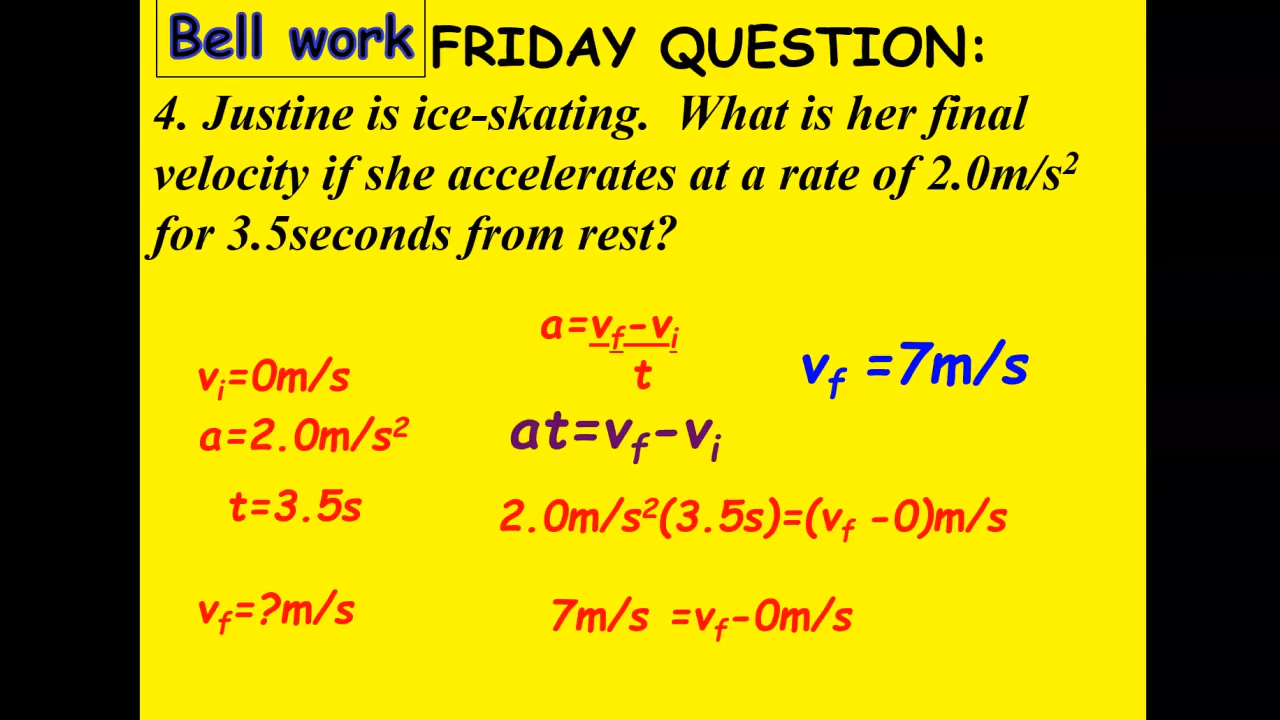 Bell work FRIDAY QUESTION:
4. Justine is ice-skating. What is her final
velocity if she accelerates at a rate of 2.0m/s²
for 3.5seconds from rest?
a=vf-vi
t
vi=0m/s
vf =7m/s
a=2.0m/s²
at=vf-vi
t=3.5s
2.0m/s²(3.5s)=(vf -0)m/s
vf=?m/s
7m/s =vf-0m/s